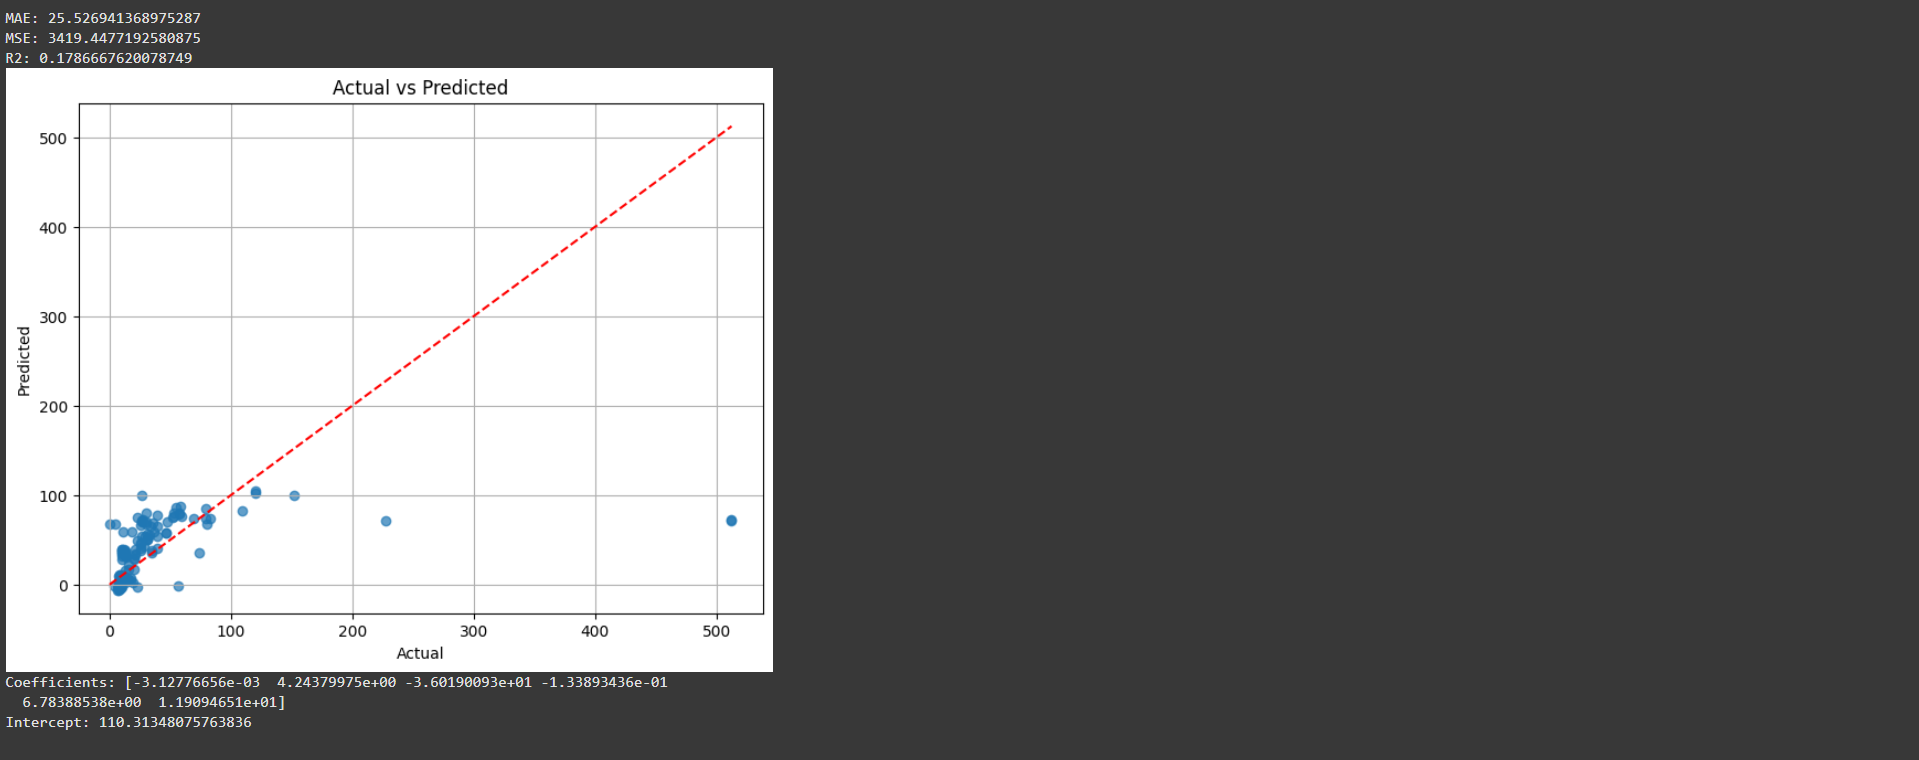 MAE: 25.526941368975287
MSE: 3419.4477192580875
R2: 0.1786667620078749
Actual vs Predicted
500
400
300
200
100
0
Predicted
0 100 200 300 400 500
Actual
Coefficients: [-3.12776656e-03 4.24379975e+00 -3.60190093e+01 -1.33893436e-01
6.78388538e+00 1.19094651e+01]
Intercept: 110.31348075763836